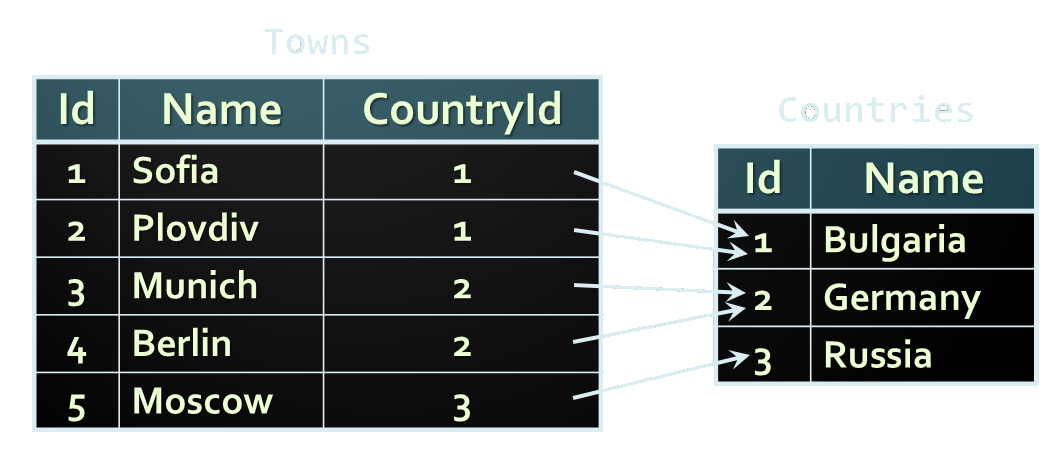 Towns
Id Name CountryId
1 Sofia 1
2 Plovdiv 1
3 Munich 2
4 Berlin 2
5 Moscow 3
Countries
Id Name
1 Bulgaria
2 Germany
3 Russia